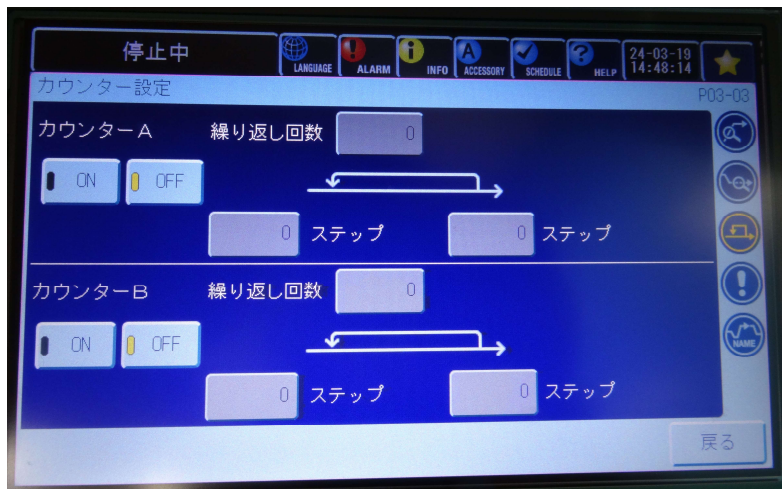 停止中 LANGUAGE ALARM INFO ACCESSORY SCHEDULE HELP 24-03-19
14:48:14
カウンター設定 P03-03
カウンターA 繰り返し回数 0
ON OFF
0 ステップ 0 ステップ
カウンターB 繰り返し回数 0
ON OFF
0 ステップ 0 ステップ
NAME
戻る